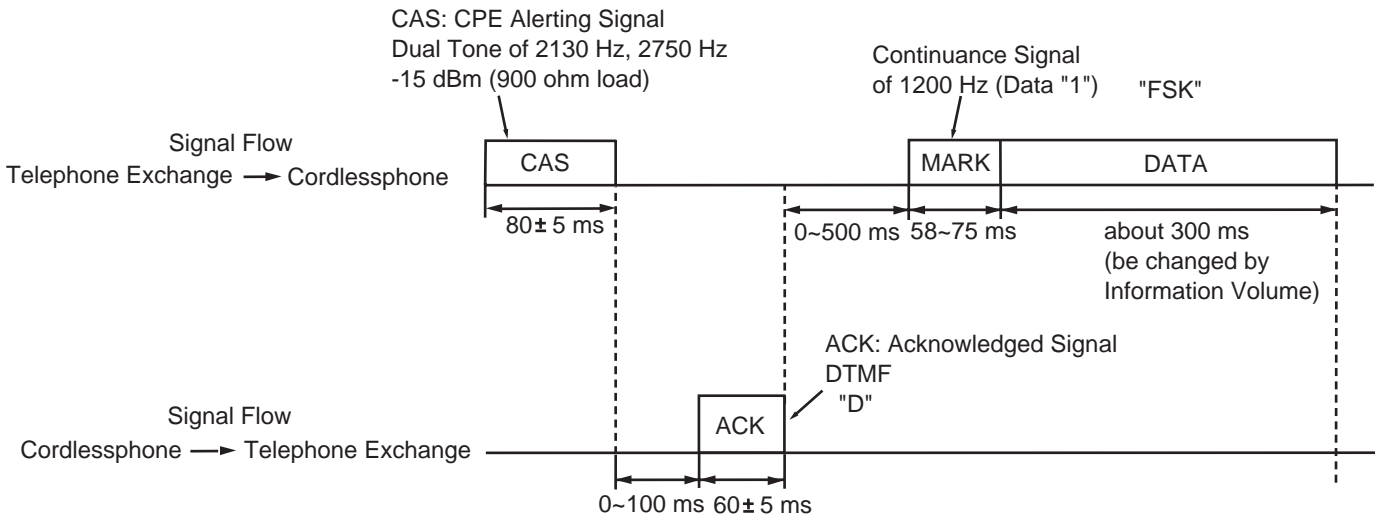 CAS: CPE Alerting Signal
Dual Tone of 2130 Hz, 2750 Hz
-15 dBm (900 ohm load)
Continuance Signal
of 1200 Hz (Data "1")
"FSK"
Signal Flow
Telephone Exchange → Cordlessphone
CAS
MARK
DATA
80± 5 ms
0~500 ms
58~75 ms
about 300 ms
(be changed by
Information Volume)
ACK: Acknowledged Signal
DTMF
"D"
Signal Flow
Cordlessphone → Telephone Exchange
ACK
0~100 ms
60± 5 ms